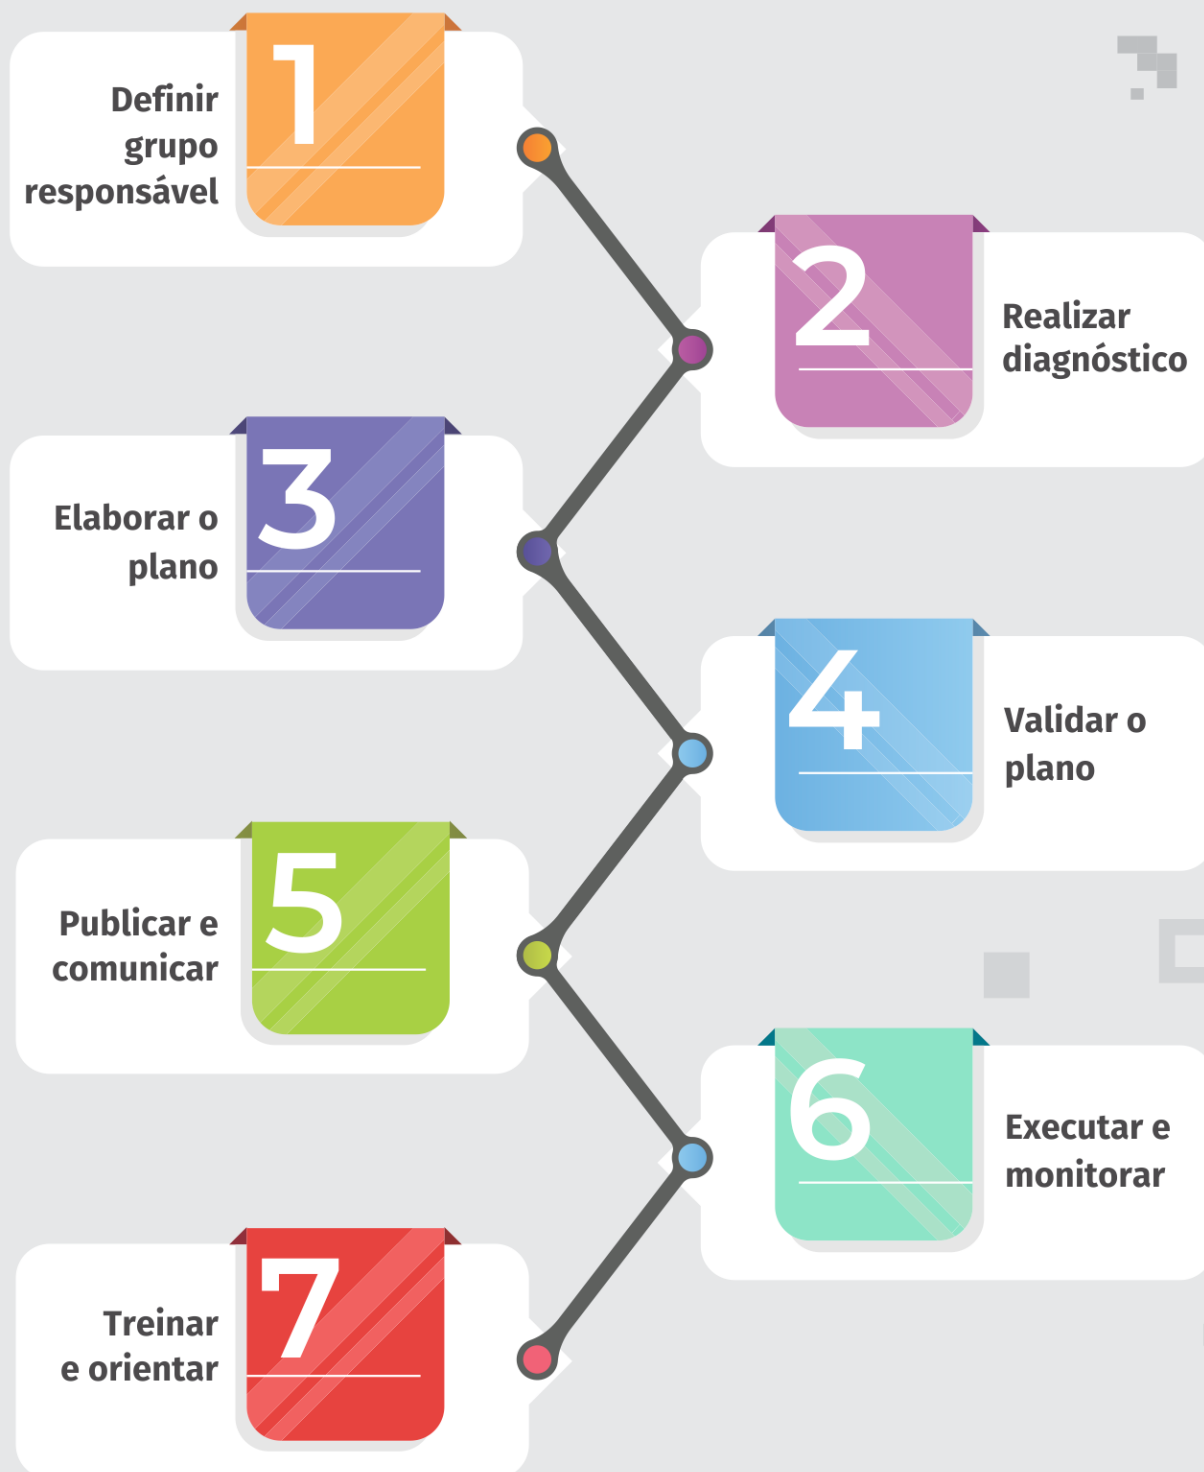 1
Definir
grupo
responsável
2
Realizar
diagnóstico
3
Elaborar o
plano
4
Validar o
plano
5
Publicar e
comunicar
6
Executar e
monitorar
7
Treinar
e orientar